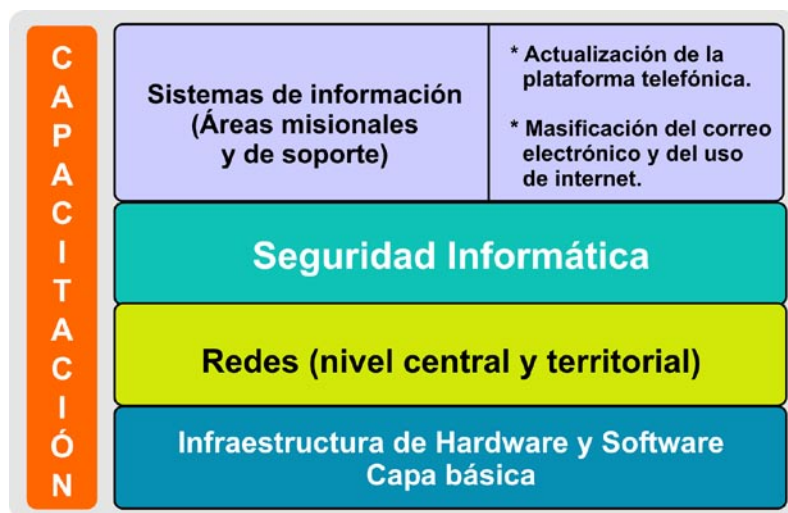 CAPACITACIÓN
Sistemas de información
(Áreas misionales
y de soporte)
* Actualización de la
plataforma telefónica.
* Masificación del correo
electrónico y del uso
de internet.
Seguridad Informática
Redes (nivel central y territorial)
Infraestructura de Hardware y Software
Capa básica